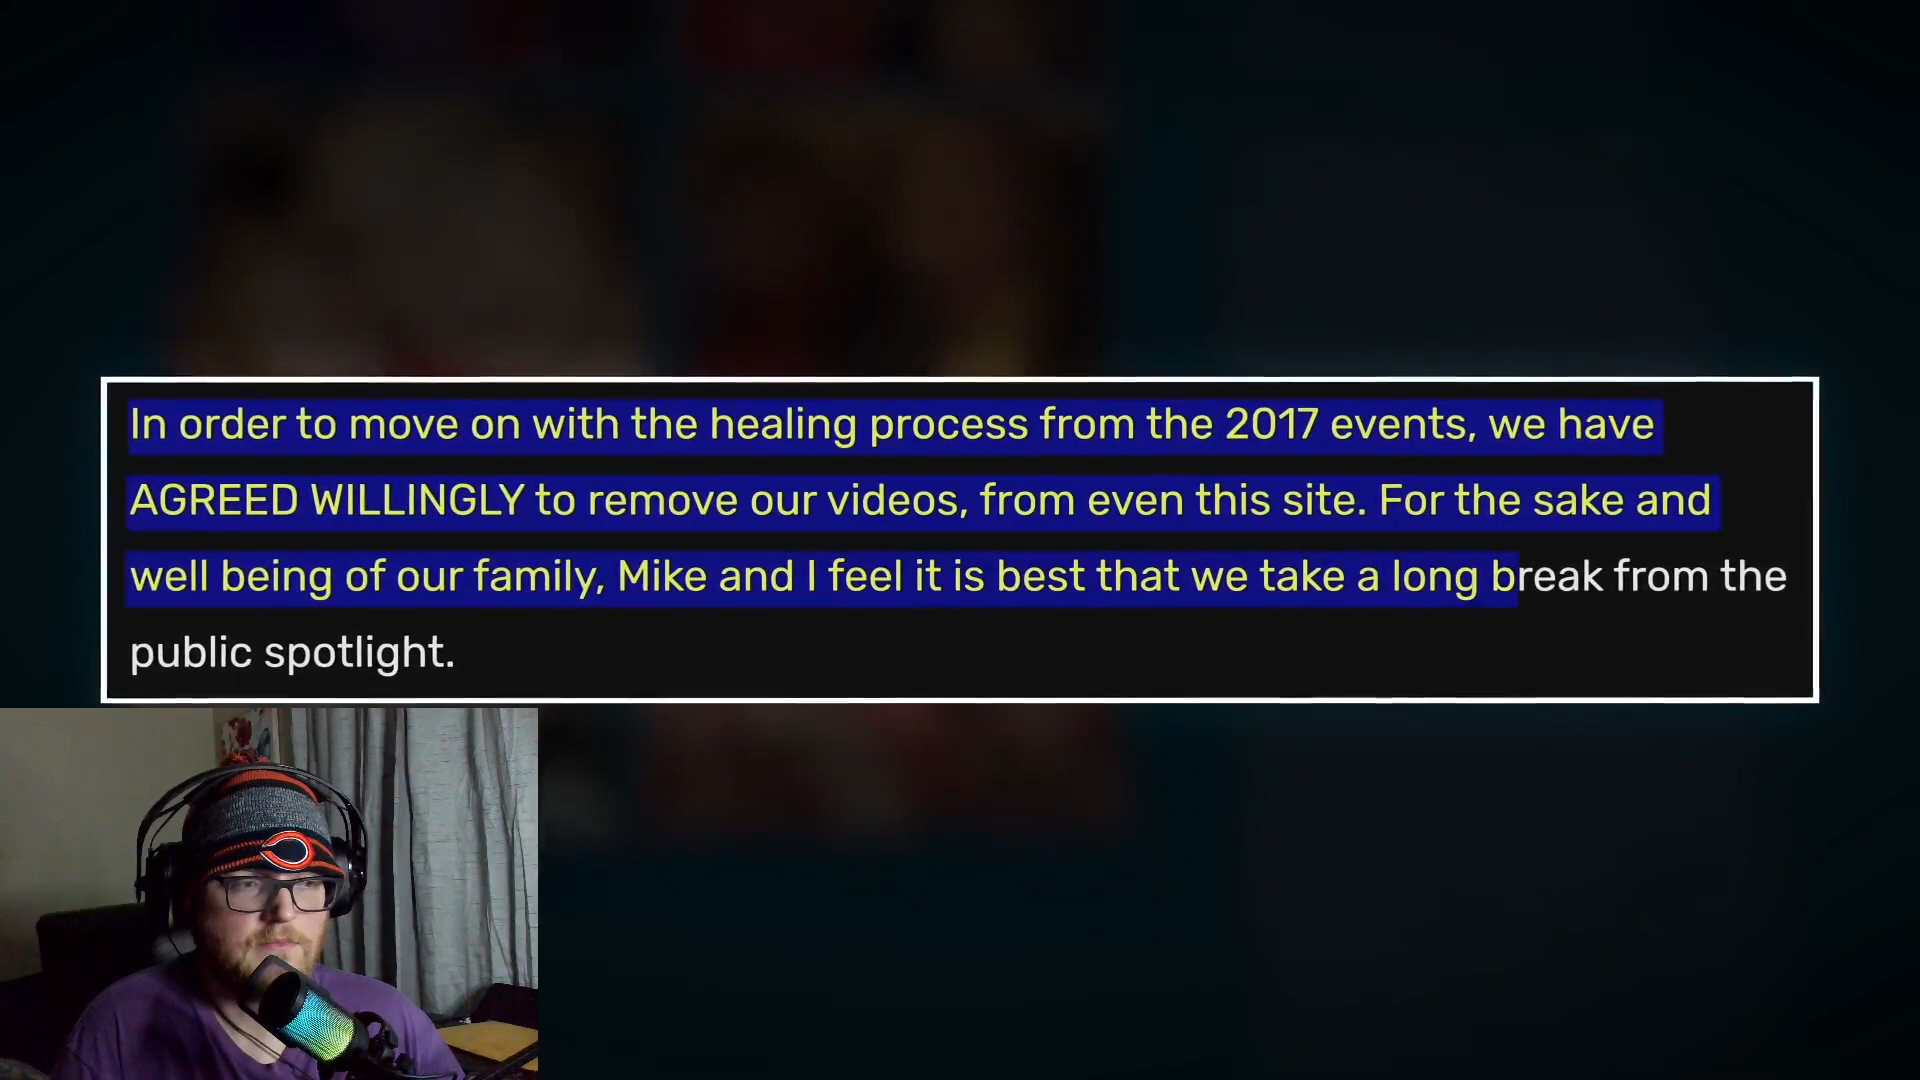 In order to move on with the healing process from the 2017 events, we have
AGREED WILLINGLY to remove our videos, from even this site. For the sake and
well being of our family, Mike and I feel it is best that we take a long break from the
public spotlight.